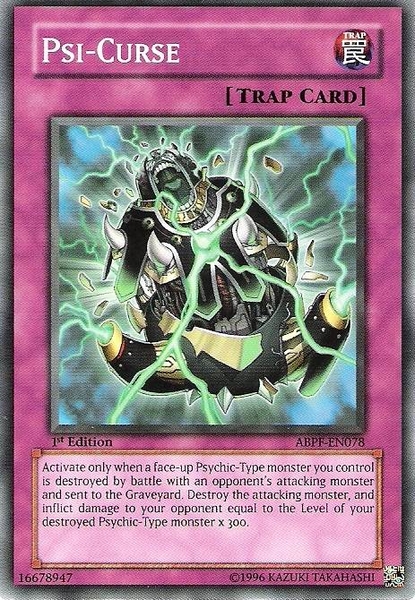 PSI-CURSE
TRAP
罠
[TRAP CARD]
1st Edition
ABPF-EN078
Activate only when a face-up Psychic-Type monster you control
is destroyed by battle with an opponent's attacking monster
and sent to the Graveyard. Destroy the attacking monster, and
inflict damage to your opponent equal to the Level of your
destroyed Psychic-Type monster x 300.
16678947
©1996 KAZUKI TAKAHASHI